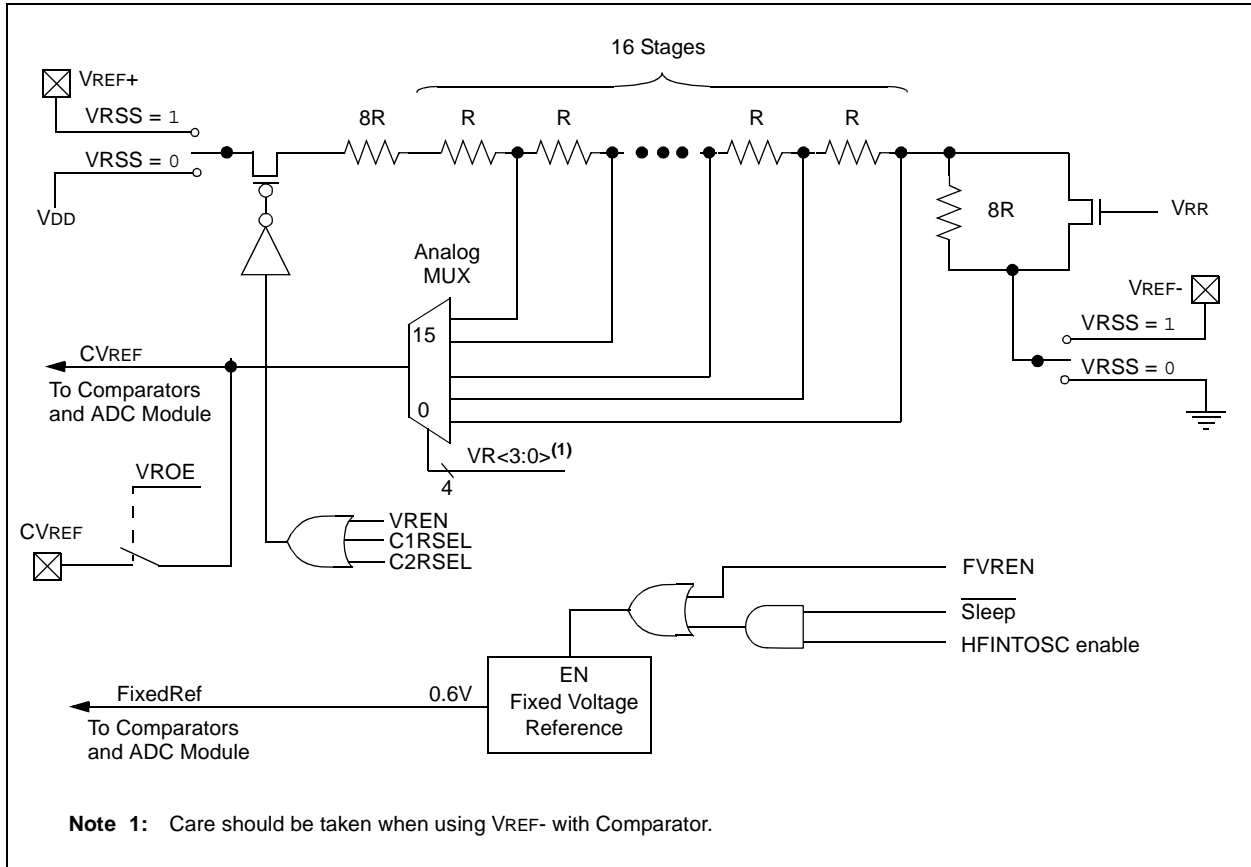 16 Stages
VREF+
VRSS = 1
VRSS = 0
VDD
8R
R
R
R
R
8R
VRR
VREF-
VRSS = 1
VRSS = 0
Analog
MUX
15
0
CVREF
To Comparators
and ADC Module
VR<3:0>(1)
4
VROE
CVREF
VREN
C1RSEL
C2RSEL
FVREN
Sleep
HFINTOSC enable
EN
Fixed Voltage
Reference
FixedRef
0.6V
To Comparators
and ADC Module
Note 1: Care should be taken when using VREF- with Comparator.